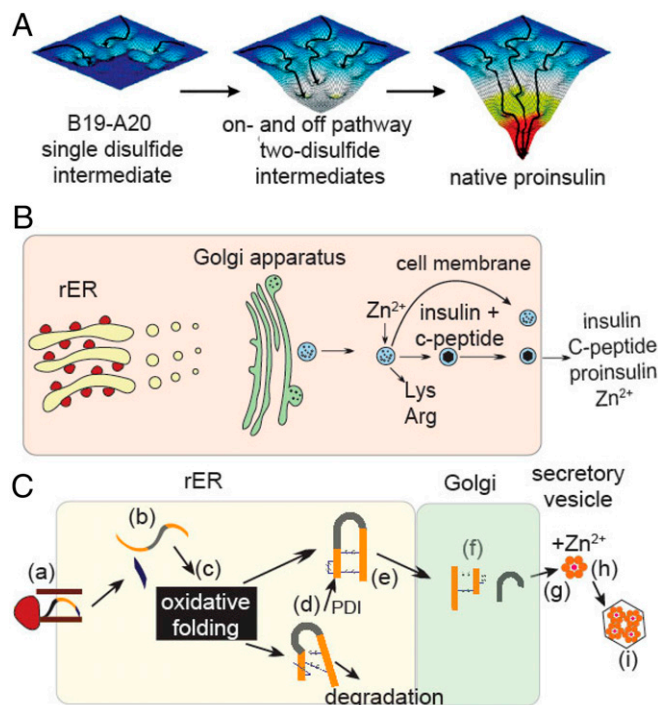 A
B19-A20
single disulfide
intermediate
on- and off pathway
two-disulfide
intermediates
native proinsulin
B
rER
Golgi apparatus
cell membrane
Zn2+
insulin +
c-peptide
Lys
Arg
insulin
C-peptide
proinsulin
Zn2+
C
rER
Golgi
secretory
vesicle
(a)
(b)
(c)
oxidative
folding
(d)
PDI
(e)
degradation
(f)
+Zn2+
(g)
(h)
(i)